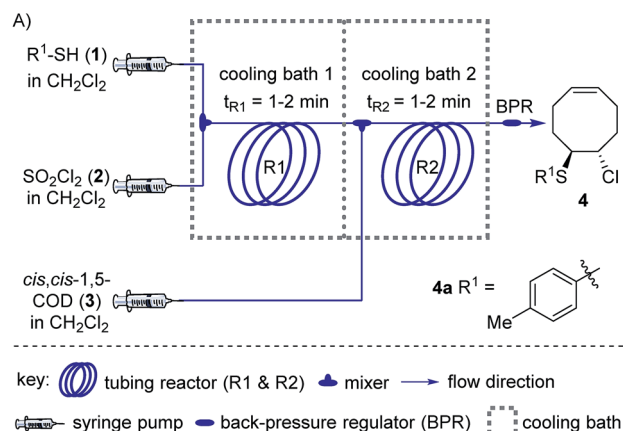 A)
R¹-SH (1)
in CH₂Cl₂
SO₂Cl₂ (2)
in CH₂Cl₂
cis,cis-1,5-
COD (3)
in CH₂Cl₂
cooling bath 1
tR1 = 1-2 min
R1
cooling bath 2
tR2 = 1-2 min
R2
BPR
R¹S
Cl
4
4a R¹ =
Me
key:
tubing reactor (R1 & R2)
mixer
flow direction
syringe pump
back-pressure regulator (BPR)
cooling bath